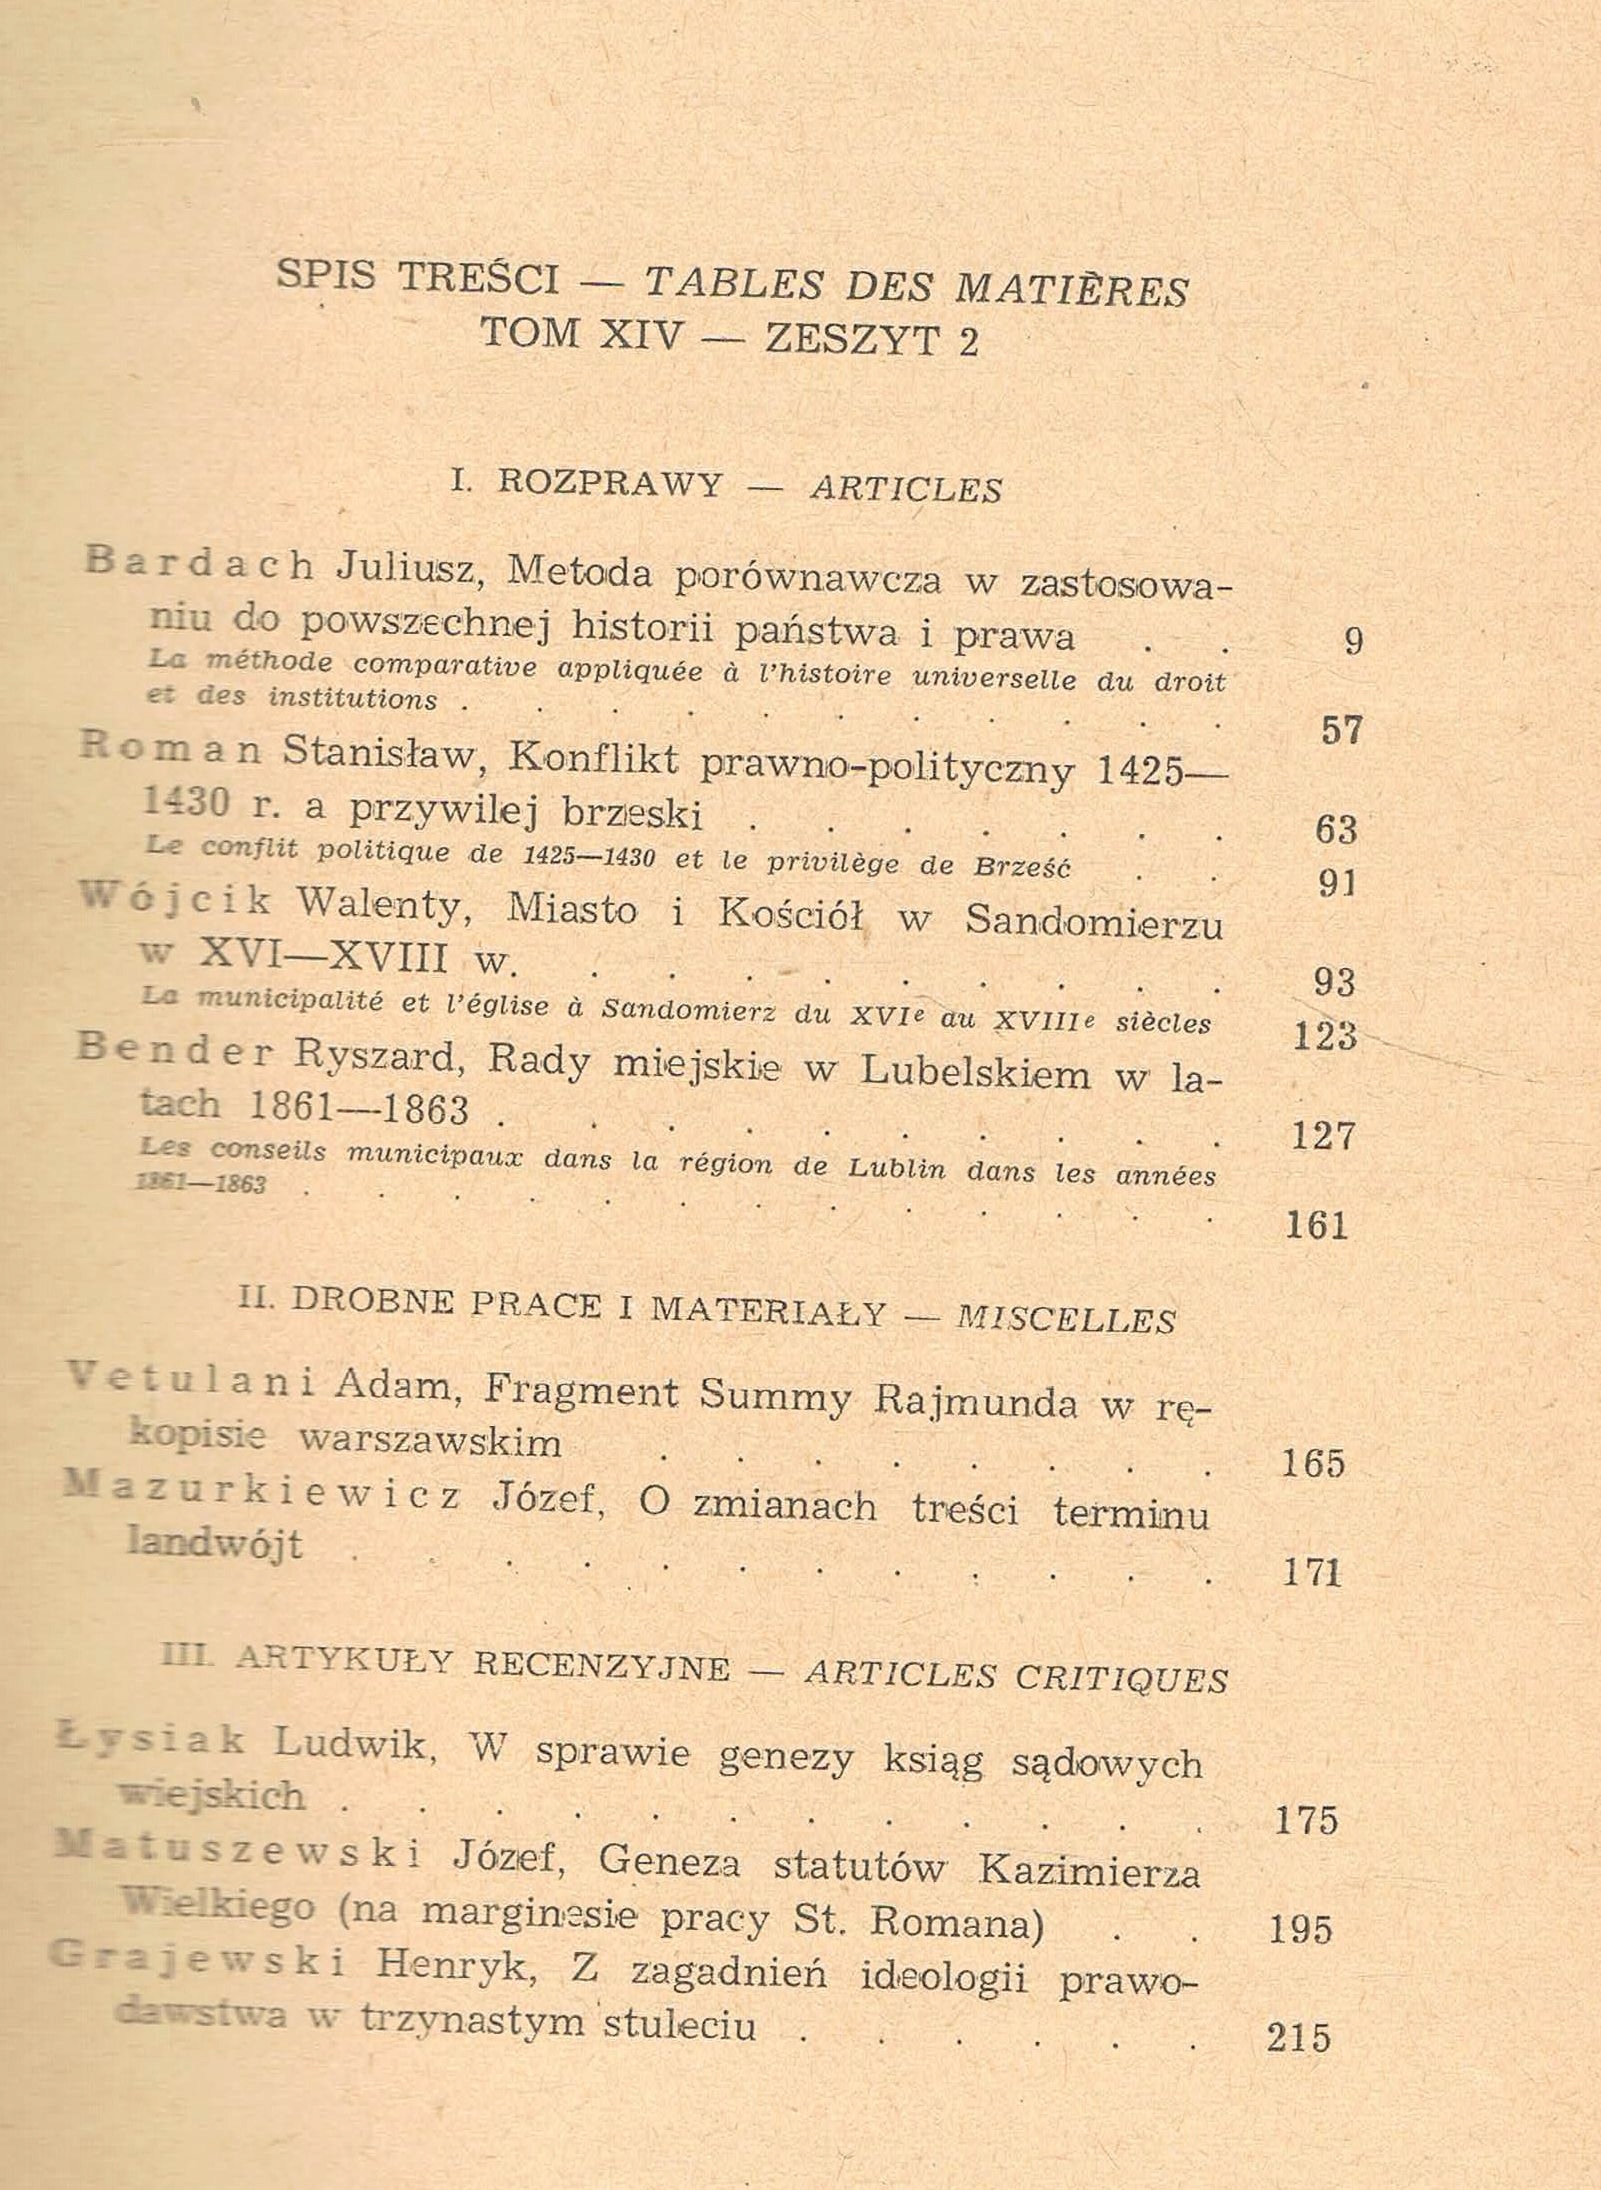 SPIS TREŚCI — TABLES DES MATIÈRES
TOM XIV — ZESZYT 2
I. ROZPRAWY — ARTICLES
Bardach Juliusz, Metoda porównawcza w zastosowa-
niu do powszechnej historii państwa i prawa . . 9
La méthode comparative appliquée à l'histoire universelle du droit
et des institutions . . . . . . . . . . . 57
Roman Stanisław, Konflikt prawno-polityczny 1425—
1430 r. a przywilej brzeski . . . . . . . 63
Le conflit politique de 1425—1430 et le privilège de Brześć . . 91
Wójcik Walenty, Miasto i Kościół w Sandomierzu
w XVI—XVIII w. . . . . . . . . . 93
La municipalité et l'église à Sandomierz du XVIe au XVIIIe siècles 123
Bender Ryszard, Rady miejskie w Lubelskiem w la-
tach 1861—1863 . . . . . . . . . . 127
Les conseils municipaux dans la région de Lublin dans les années
1861—1863 . . . . . . . . . . . . . 161
II. DROBNE PRACE I MATERIAŁY — MISCELLES
Vetulani Adam, Fragment Summy Rajmunda w rę-
kopisie warszawskim . . . . . . . . 165
Mazurkiewicz Józef, O zmianach treści terminu
landwójt . . . . . . . . . . . . 171
III. ARTYKUŁY RECENZYJNE — ARTICLES CRITIQUES
Łysiak Ludwik, W sprawie genezy ksiąg sądowych
wiejskich . . . . . . . . . . . . 175
Matuszewski Józef, Geneza statutów Kazimierza
Wielkiego (na marginesie pracy St. Romana) . . 195
Grajewski Henryk, Z zagadnień ideologii prawo-
dawstwa w trzynastym stuleciu . . . . . . 215